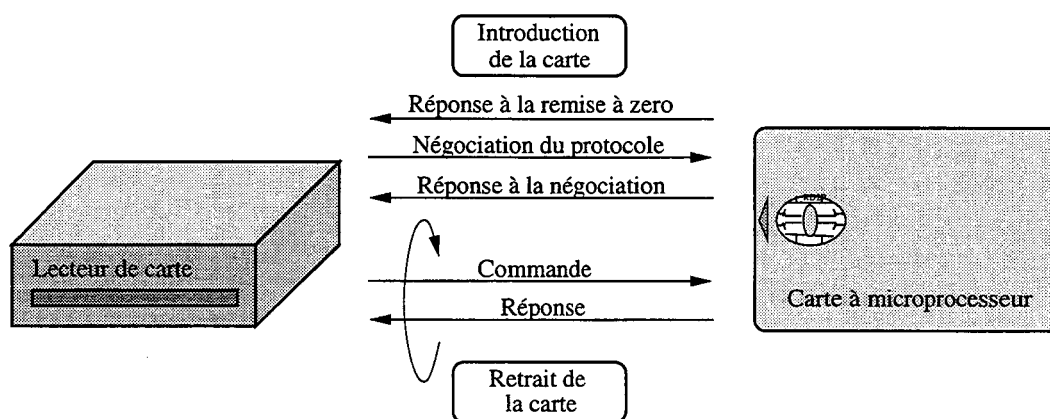 Introduction
de la carte
Réponse à la remise à zero
Négociation du protocole
Réponse à la négociation
Lecteur de carte
Commande
Réponse
Carte à microprocesseur
Retrait de
la carte